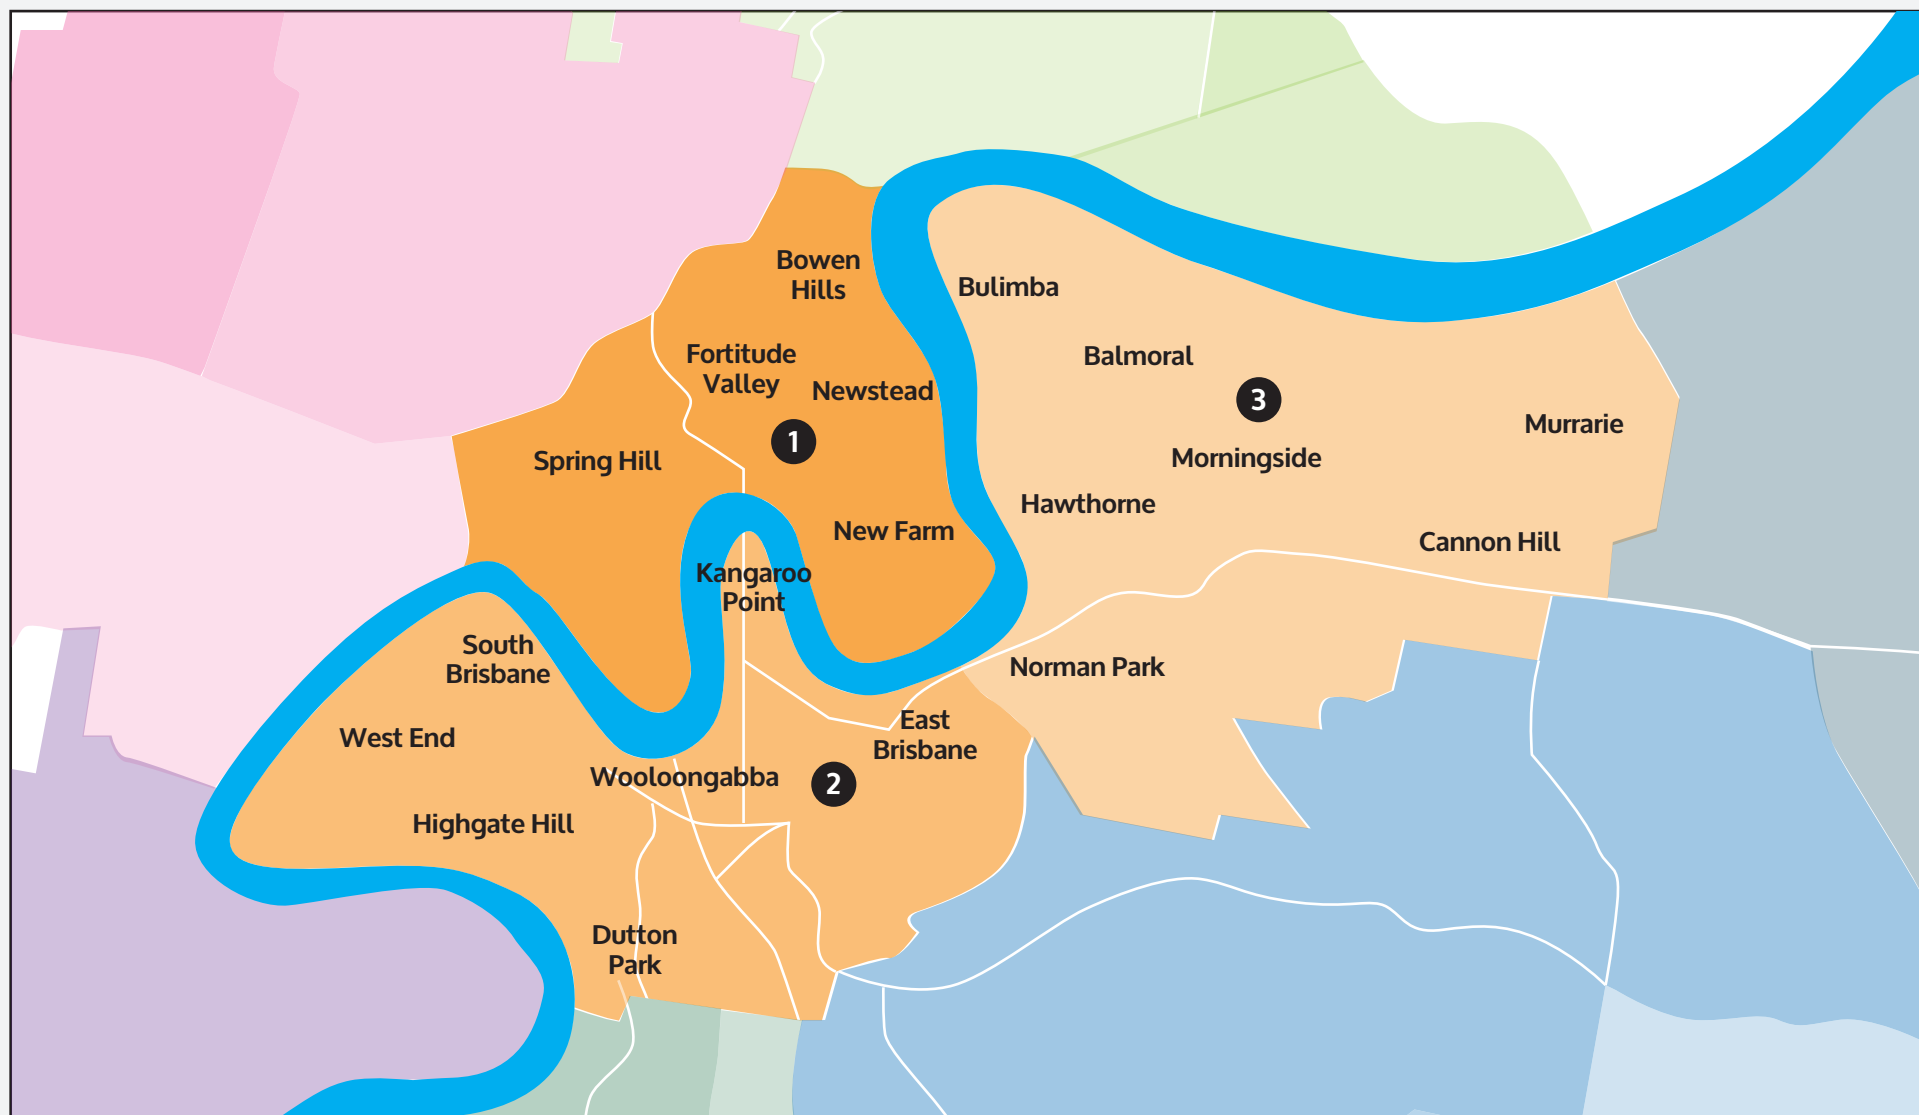 Bowen
Hills
Bulimba
Fortitude
Valley
Newstead
Balmoral
3
Murrarie
1
Spring Hill
Morningside
Hawthorne
New Farm
Cannon Hill
Kangaroo
Point
South
Brisbane
Norman Park
West End
East
Brisbane
Wooloongabba
2
Highgate Hill
Dutton
Park